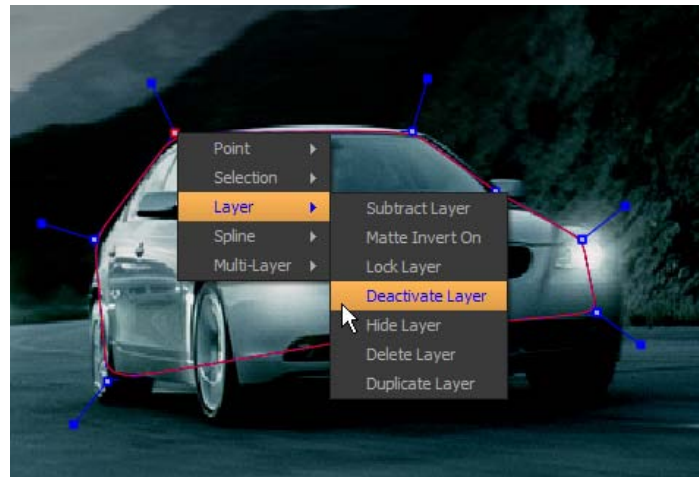 Point
Selection
Layer
Spline
Multi-Layer
Subtract Layer
Matte Invert On
Lock Layer
Deactivate Layer
Hide Layer
Delete Layer
Duplicate Layer